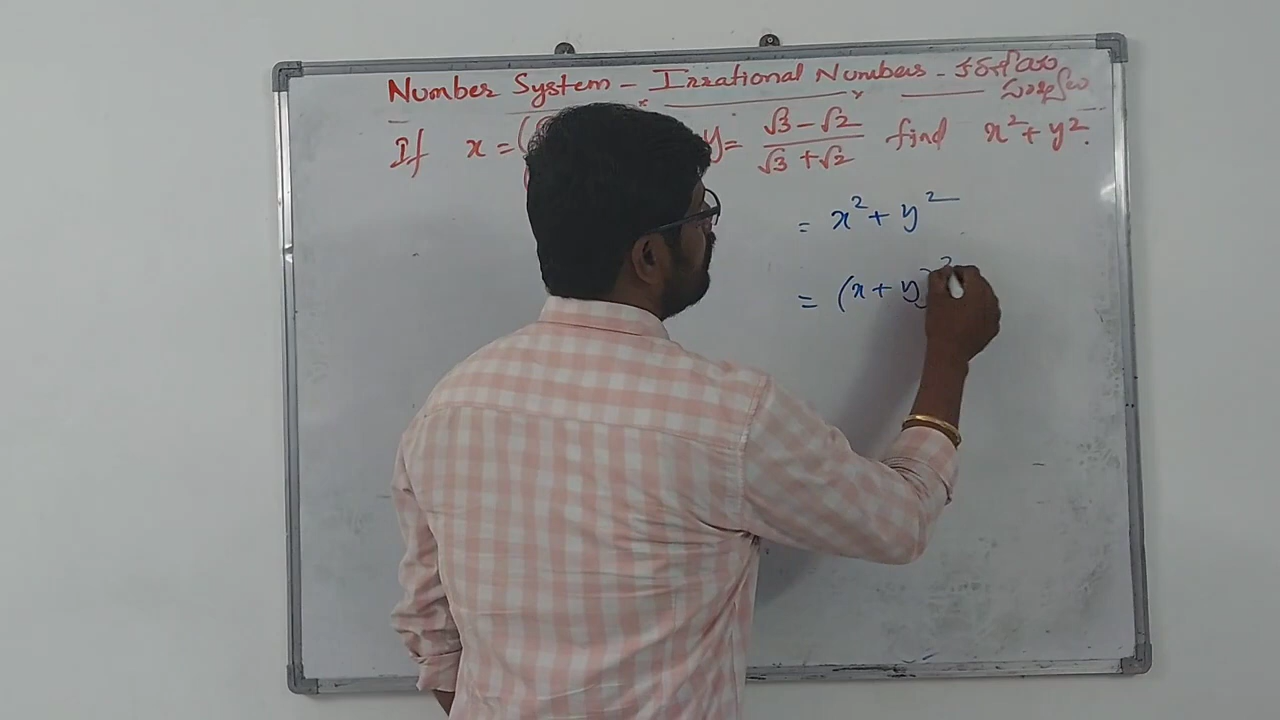 Number System - Irrational Numbers - కరణీయ సంఖ్యలు
If x = ( y = √3 - √2 / √3 + √2 find x² + y².
= x² + y²
= (x + y)²